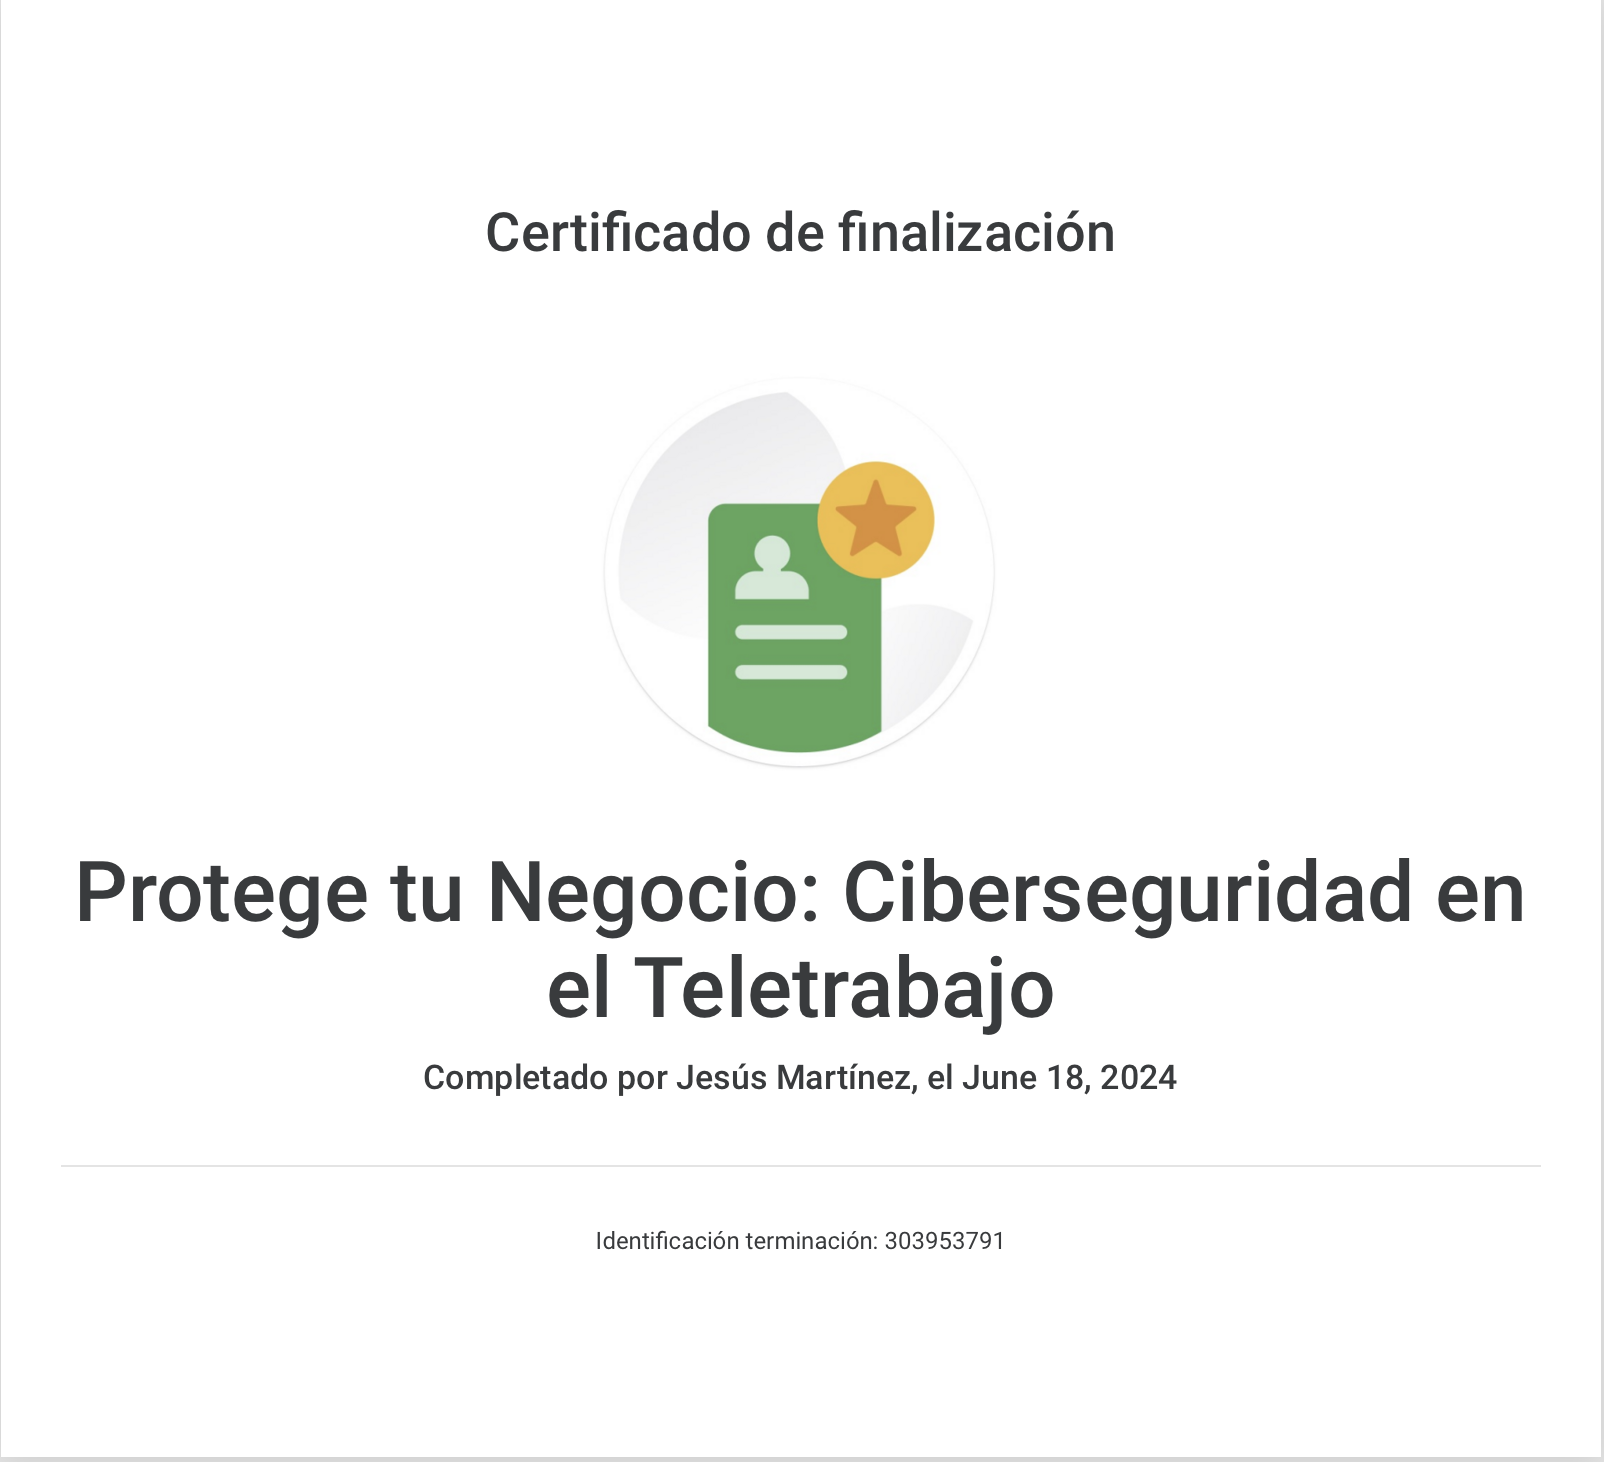 Certificado de finalización
Protege tu Negocio: Ciberseguridad en
el Teletrabajo
Completado por Jesús Martínez, el June 18, 2024
Identificación terminación: 303953791